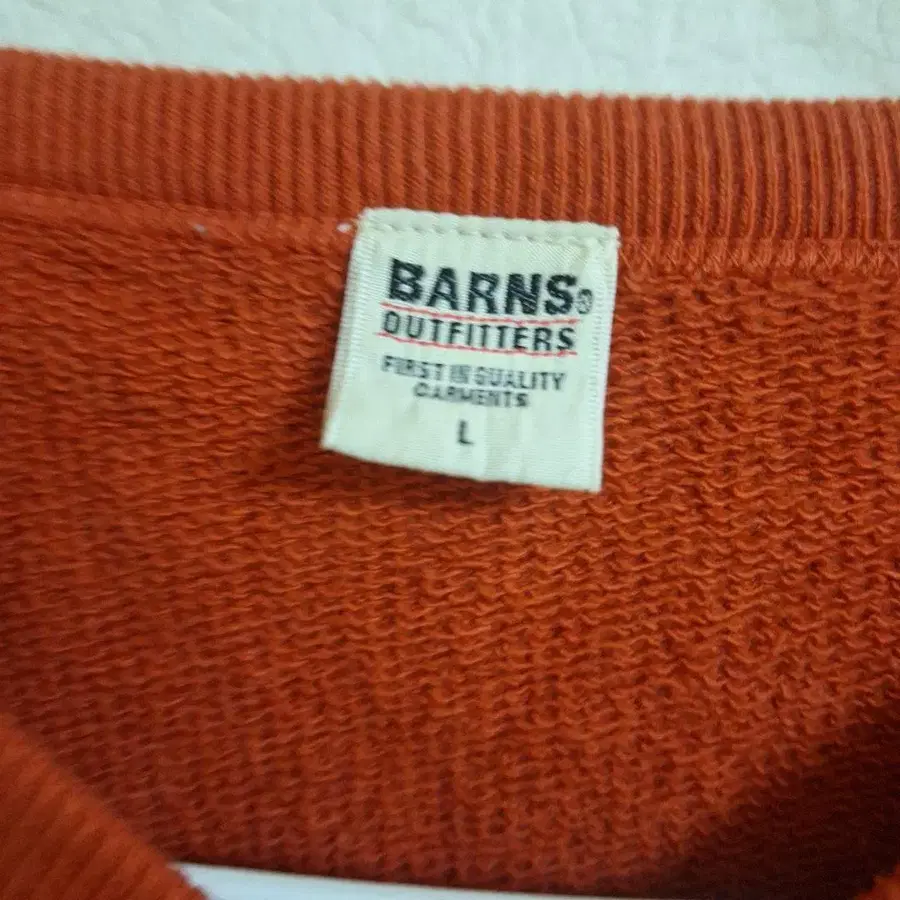 BARNS®
OUTFITTERS
FIRST IN QUALITY
GARMENTS
L